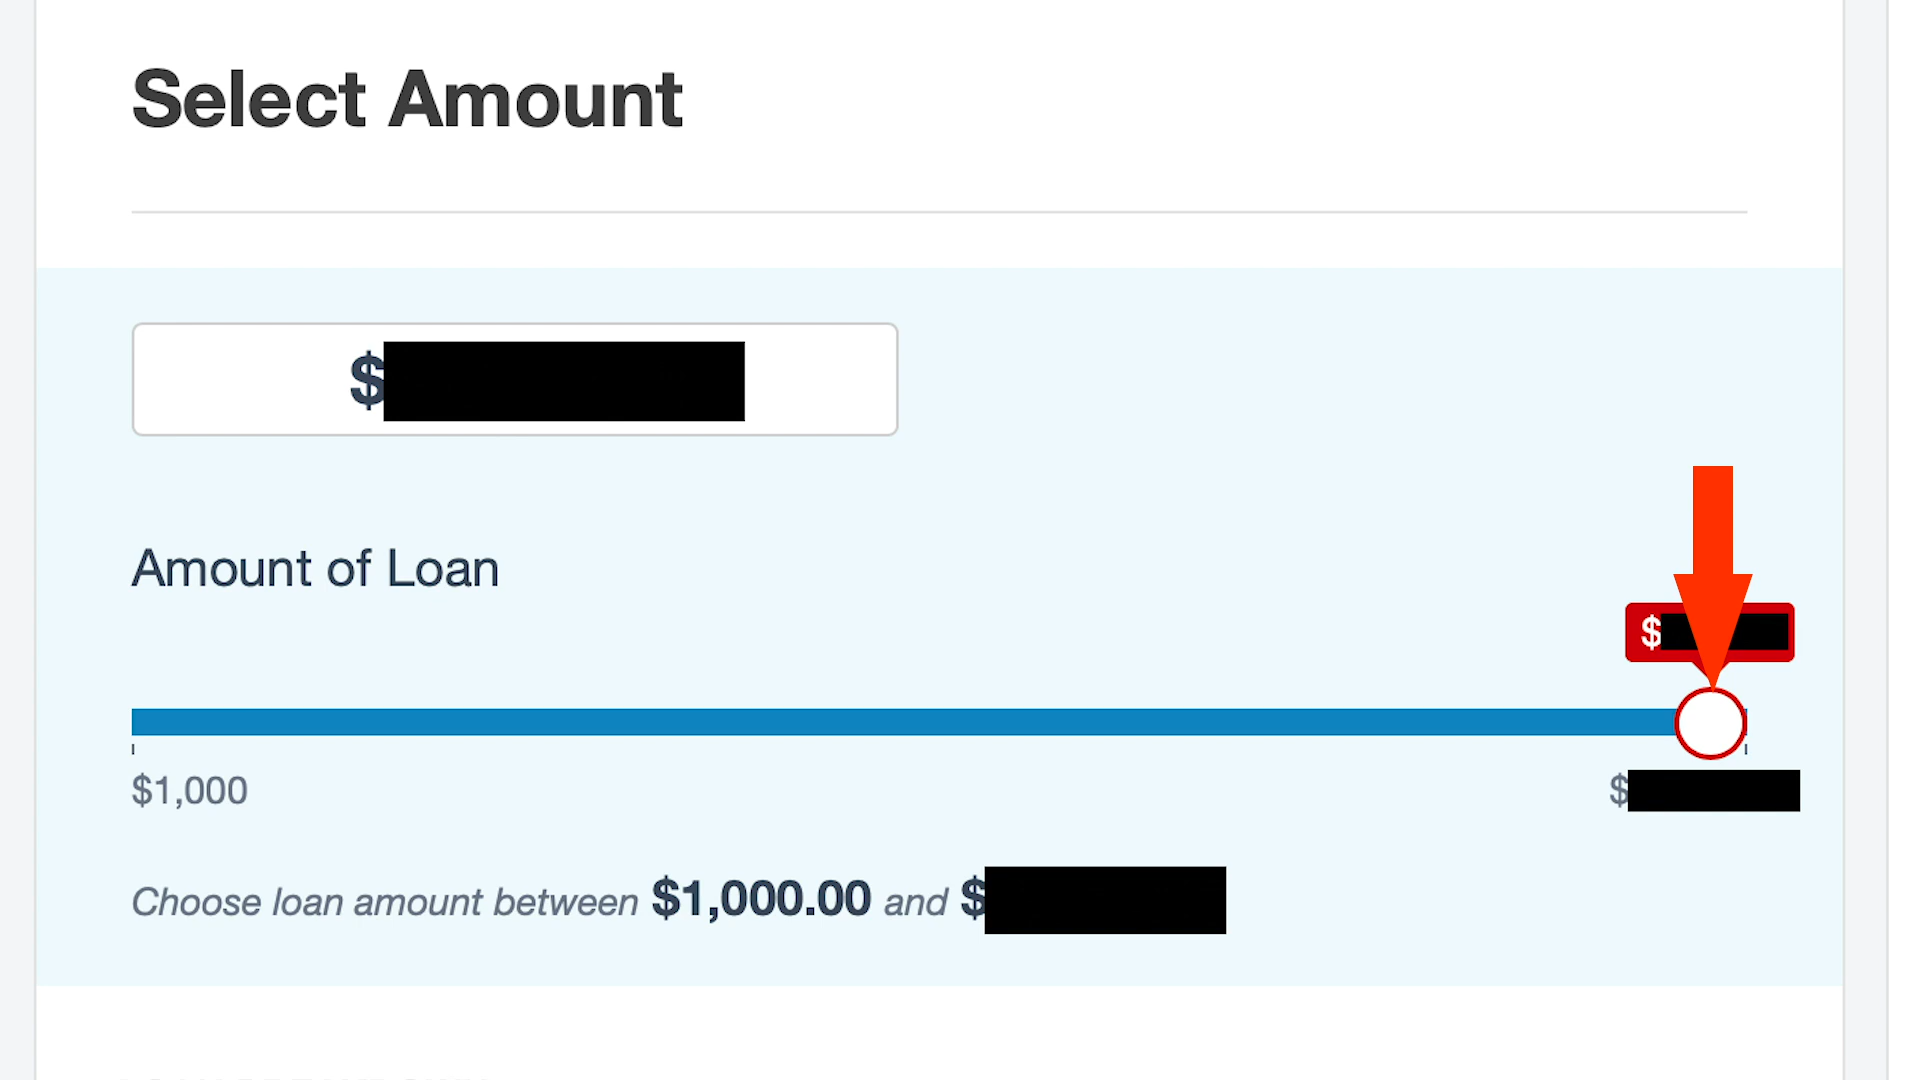 Select Amount
$
Amount of Loan
$
$1,000
$
Choose loan amount between $1,000.00 and $